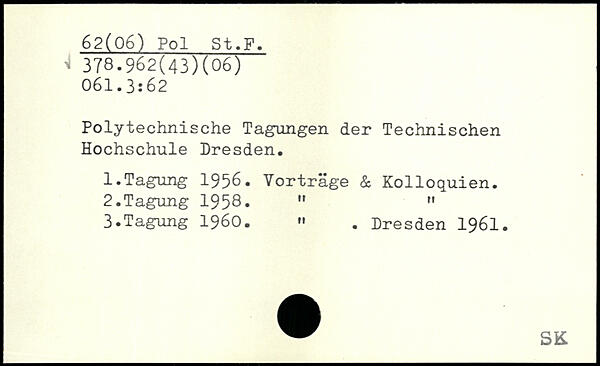 62(06) Pol St.F.
378.962(43)(06)
061.3:62
Polytechnische Tagungen der Technischen
Hochschule Dresden.
1.Tagung 1956. Vorträge & Kolloquien.
2.Tagung 1958. " "
3.Tagung 1960. " . Dresden 1961.
SK